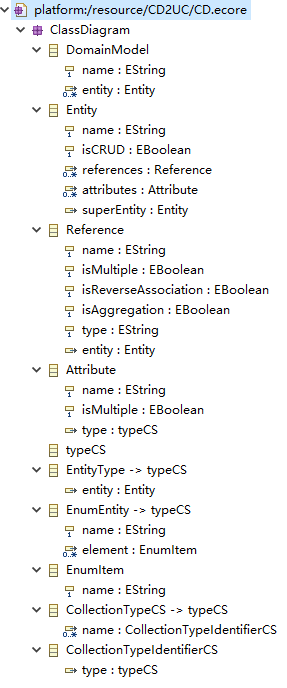 platform:/resource/CD2UC/CD.ecore
ClassDiagram
DomainModel
name : EString
entity : Entity
Entity
name : EString
isCRUD : EBoolean
references : Reference
attributes : Attribute
superEntity : Entity
Reference
name : EString
isMultiple : EBoolean
isReverseAssociation : EBoolean
isAggregation : EBoolean
type : EString
entity : Entity
Attribute
name : EString
isMultiple : EBoolean
type : typeCS
typeCS
EntityType -> typeCS
entity : Entity
EnumEntity -> typeCS
name : EString
element : EnumItem
EnumItem
name : EString
CollectionTypeCS -> typeCS
name : CollectionTypeIdentifierCS
CollectionTypeIdentifierCS
type : typeCS